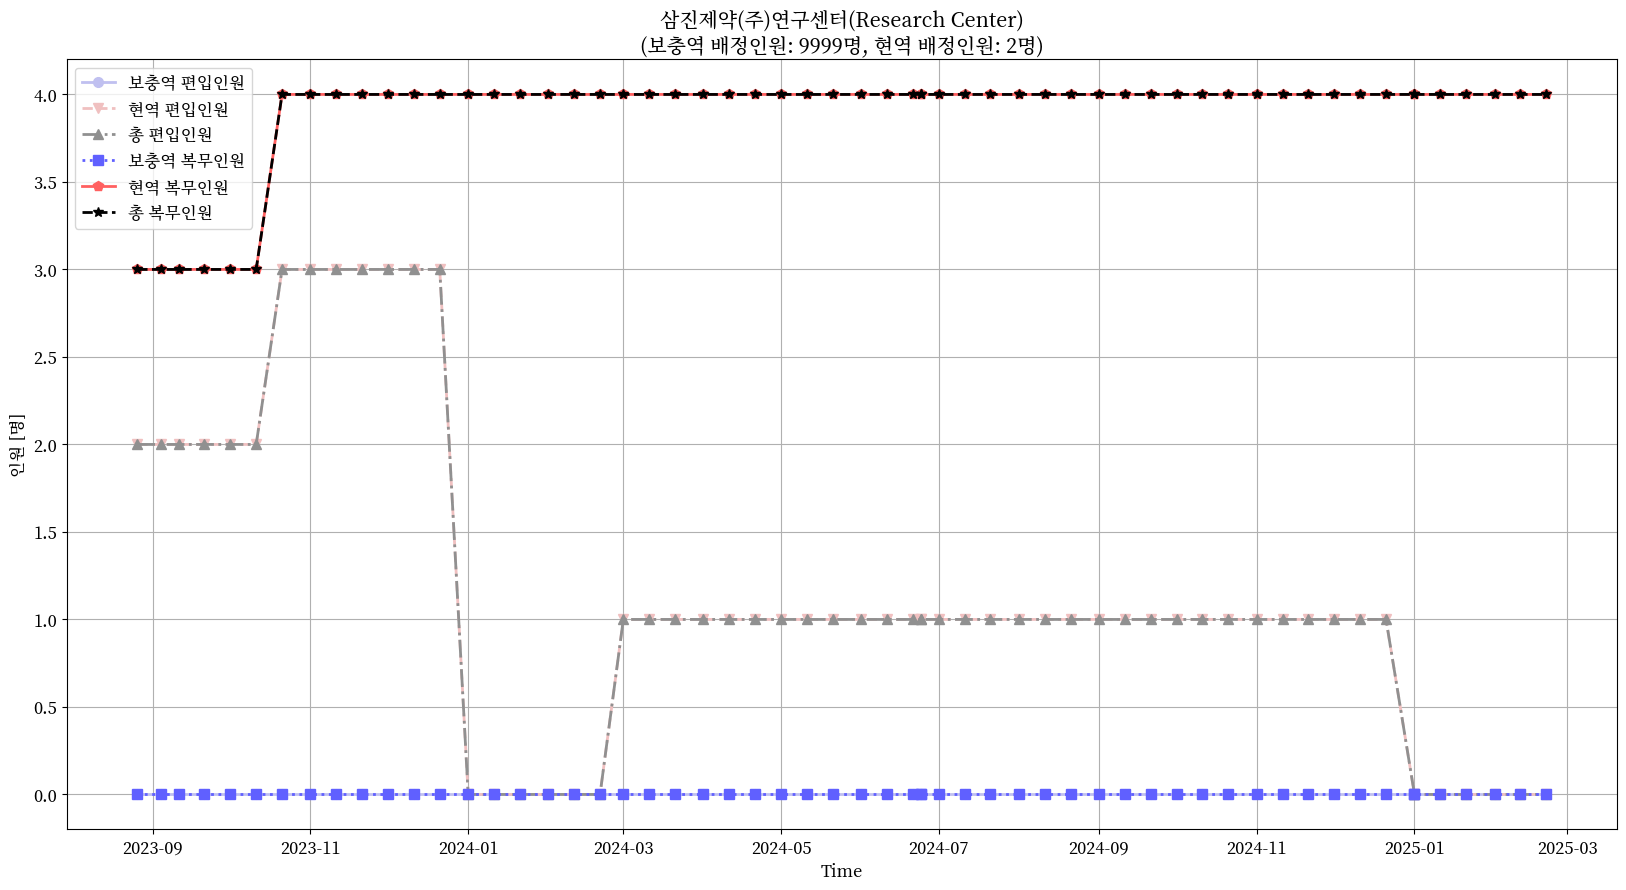 삼진제약(주)연구센터(Research Center)
(보충역 배정인원: 9999명, 현역 배정인원: 2명)
보충역 편입인원
현역 편입인원
총 편입인원
보충역 복무인원
현역 복무인원
총 복무인원
4.0
3.5
3.0
2.5
2.0
1.5
1.0
0.5
0.0
인원 [명]
2023-09
2023-11
2024-01
2024-03
2024-05
2024-07
2024-09
2024-11
2025-01
2025-03
Time